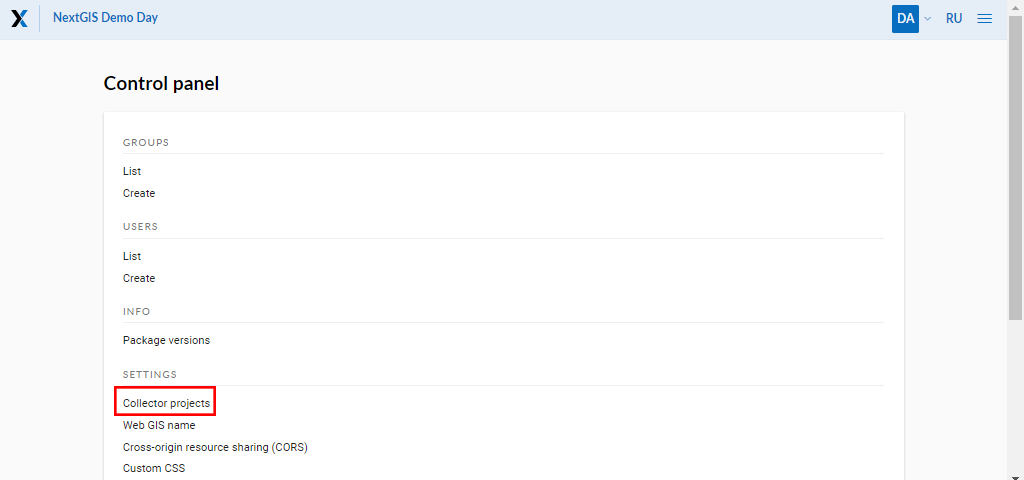 NextGIS Demo Day
DA
RU
Control panel
GROUPS
List
Create
USERS
List
Create
INFO
Package versions
SETTINGS
Collector projects
Web GIS name
Cross-origin resource sharing (CORS)
Custom CSS